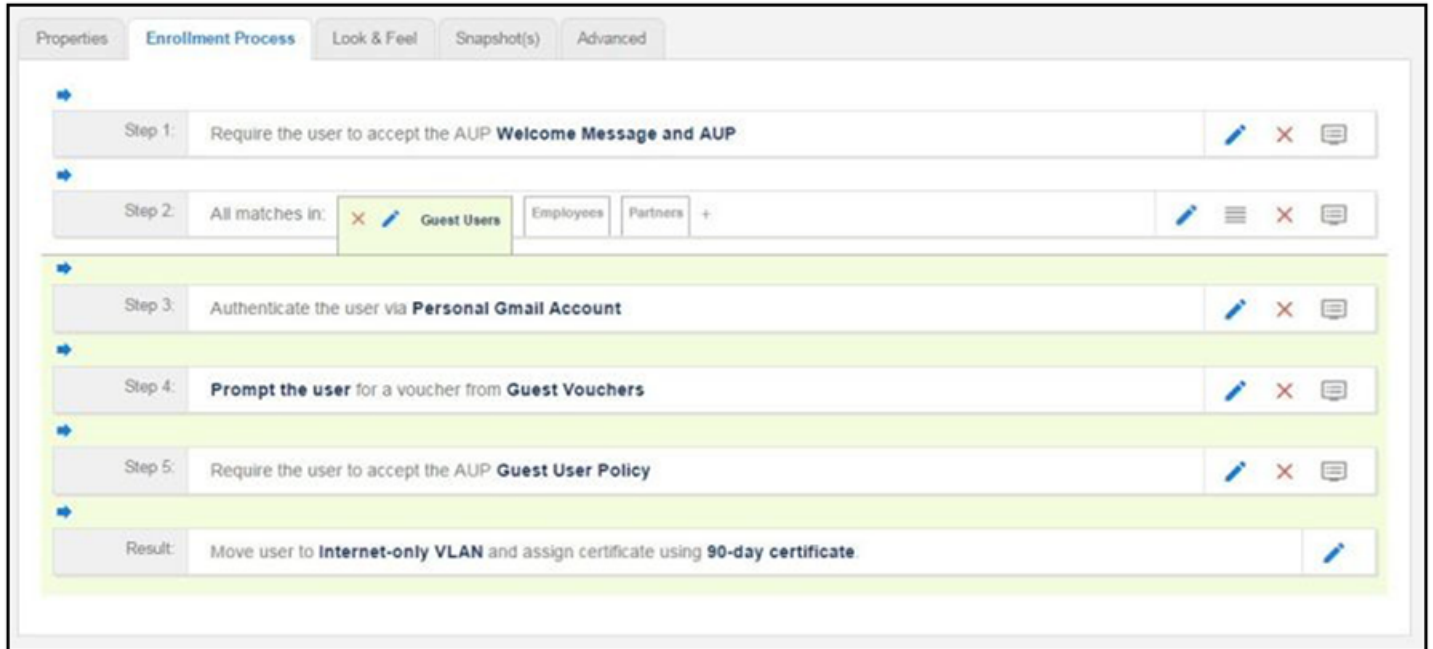 Properties Enrollment Process Look & Feel Snapshot(s) Advanced
Step 1: Require the user to accept the AUP Welcome Message and AUP
Step 2: All matches in: Guest Users Employees Partners +
Step 3: Authenticate the user via Personal Gmail Account
Step 4: Prompt the user for a voucher from Guest Vouchers
Step 5: Require the user to accept the AUP Guest User Policy
Result: Move user to Internet-only VLAN and assign certificate using 90-day certificate.